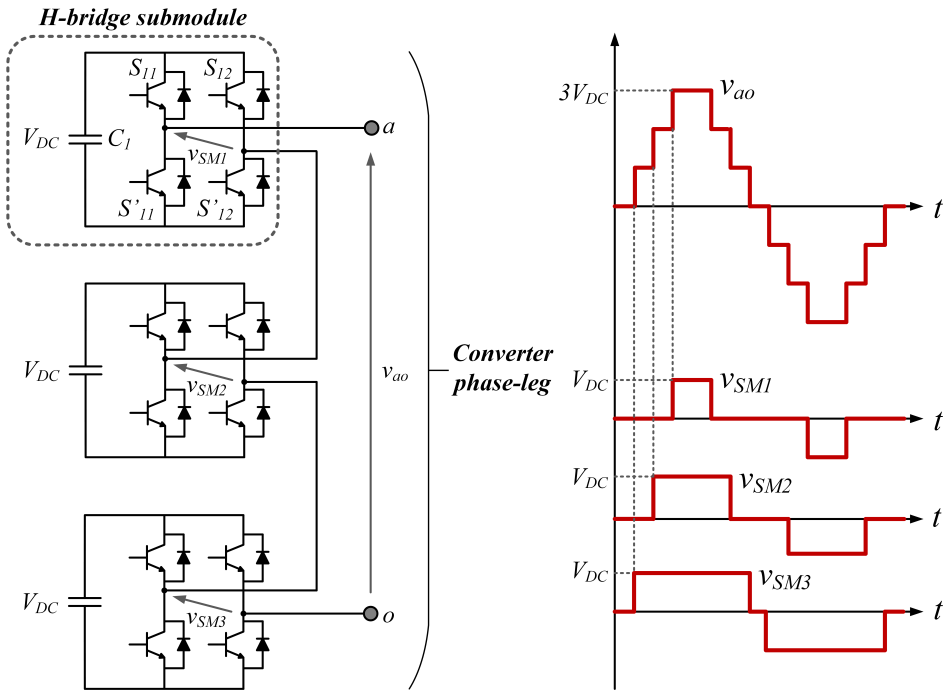 H-bridge submodule
S11
S12
VDC
C1
vSM1
S'11
S'12
a
VDC
vSM2
vao
Converter
phase-leg
VDC
vSM3
o
3VDC
vao
t
VDC
vSM1
t
VDC
vSM2
t
VDC
vSM3
t